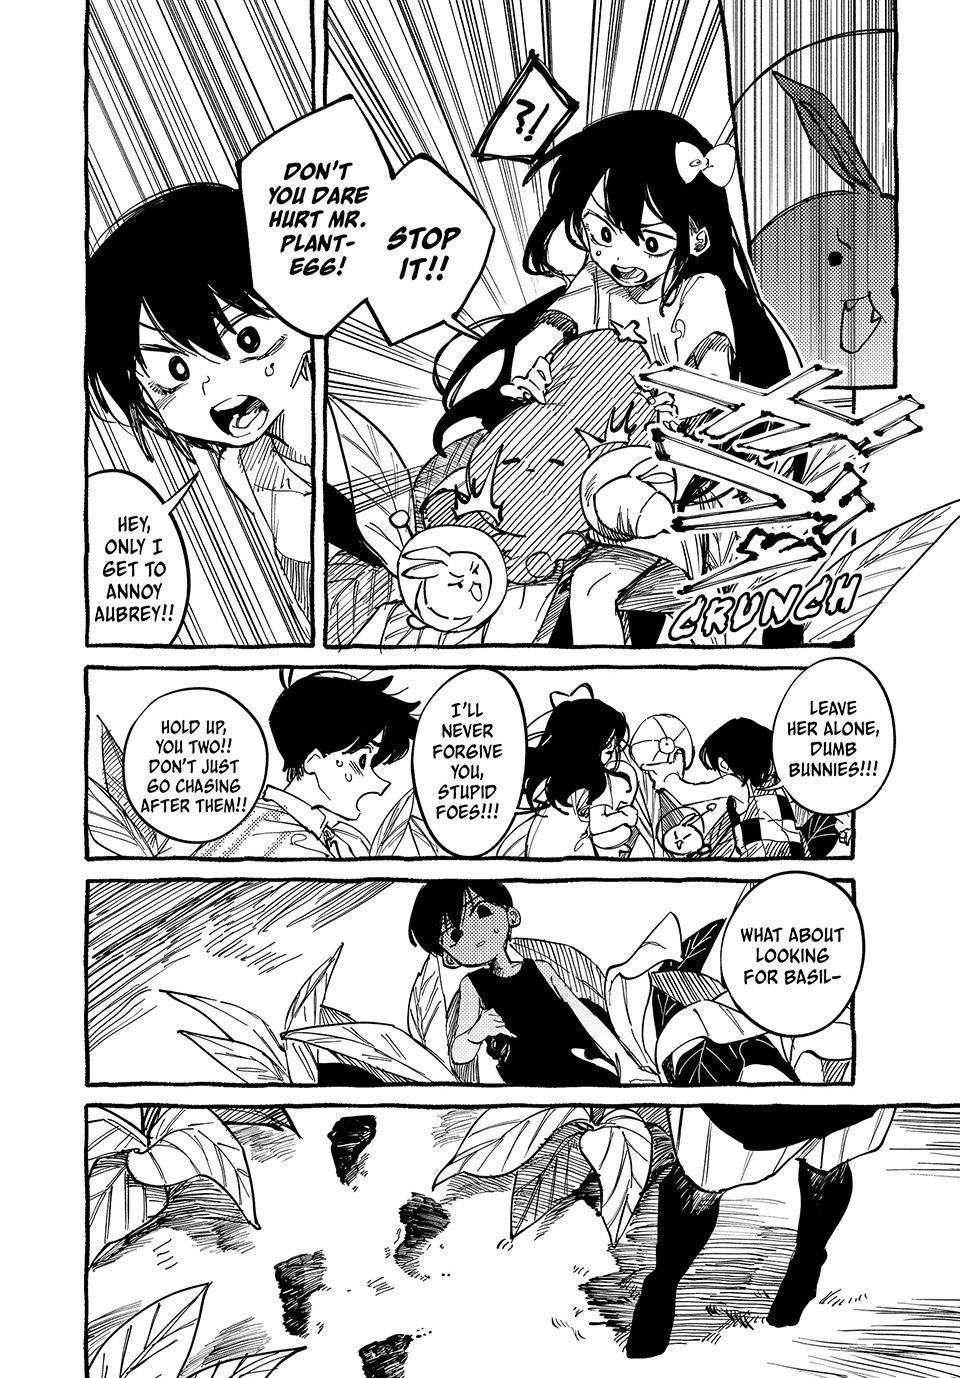 ?!
STOP
IT!!
DON'T
YOU DARE
HURT MR.
PLANT-
EGG!
CRUNCH
HEY,
ONLY I
GET TO
ANNOY
AUBREY!!
LEAVE
HER ALONE,
DUMB
BUNNIES!!!
I'LL
NEVER
FORGIVE
YOU,
STUPID
FOES!!!
HOLD UP,
YOU TWO!!
DON'T JUST
GO CHASING
AFTER THEM!!
WHAT ABOUT
LOOKING
FOR BASIL-